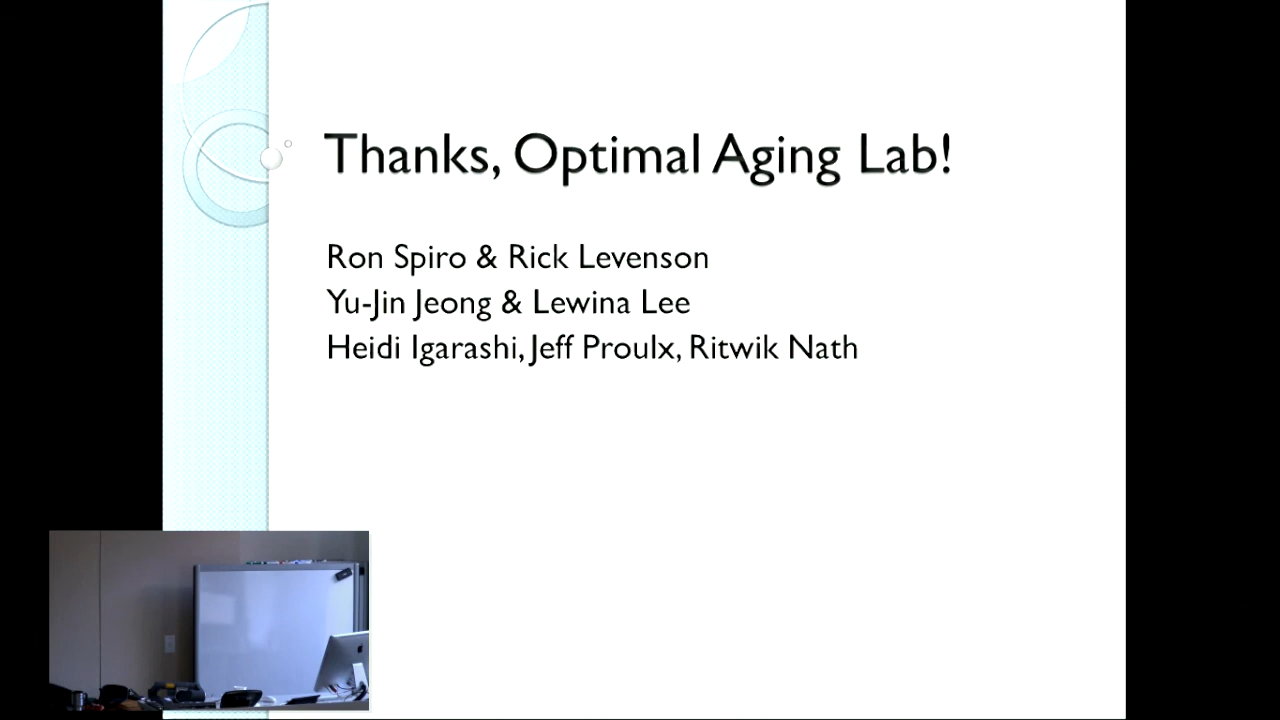 Thanks, Optimal Aging Lab!
Ron Spiro & Rick Levenson
Yu-Jin Jeong & Lewina Lee
Heidi Igarashi, Jeff Proulx, Ritwik Nath